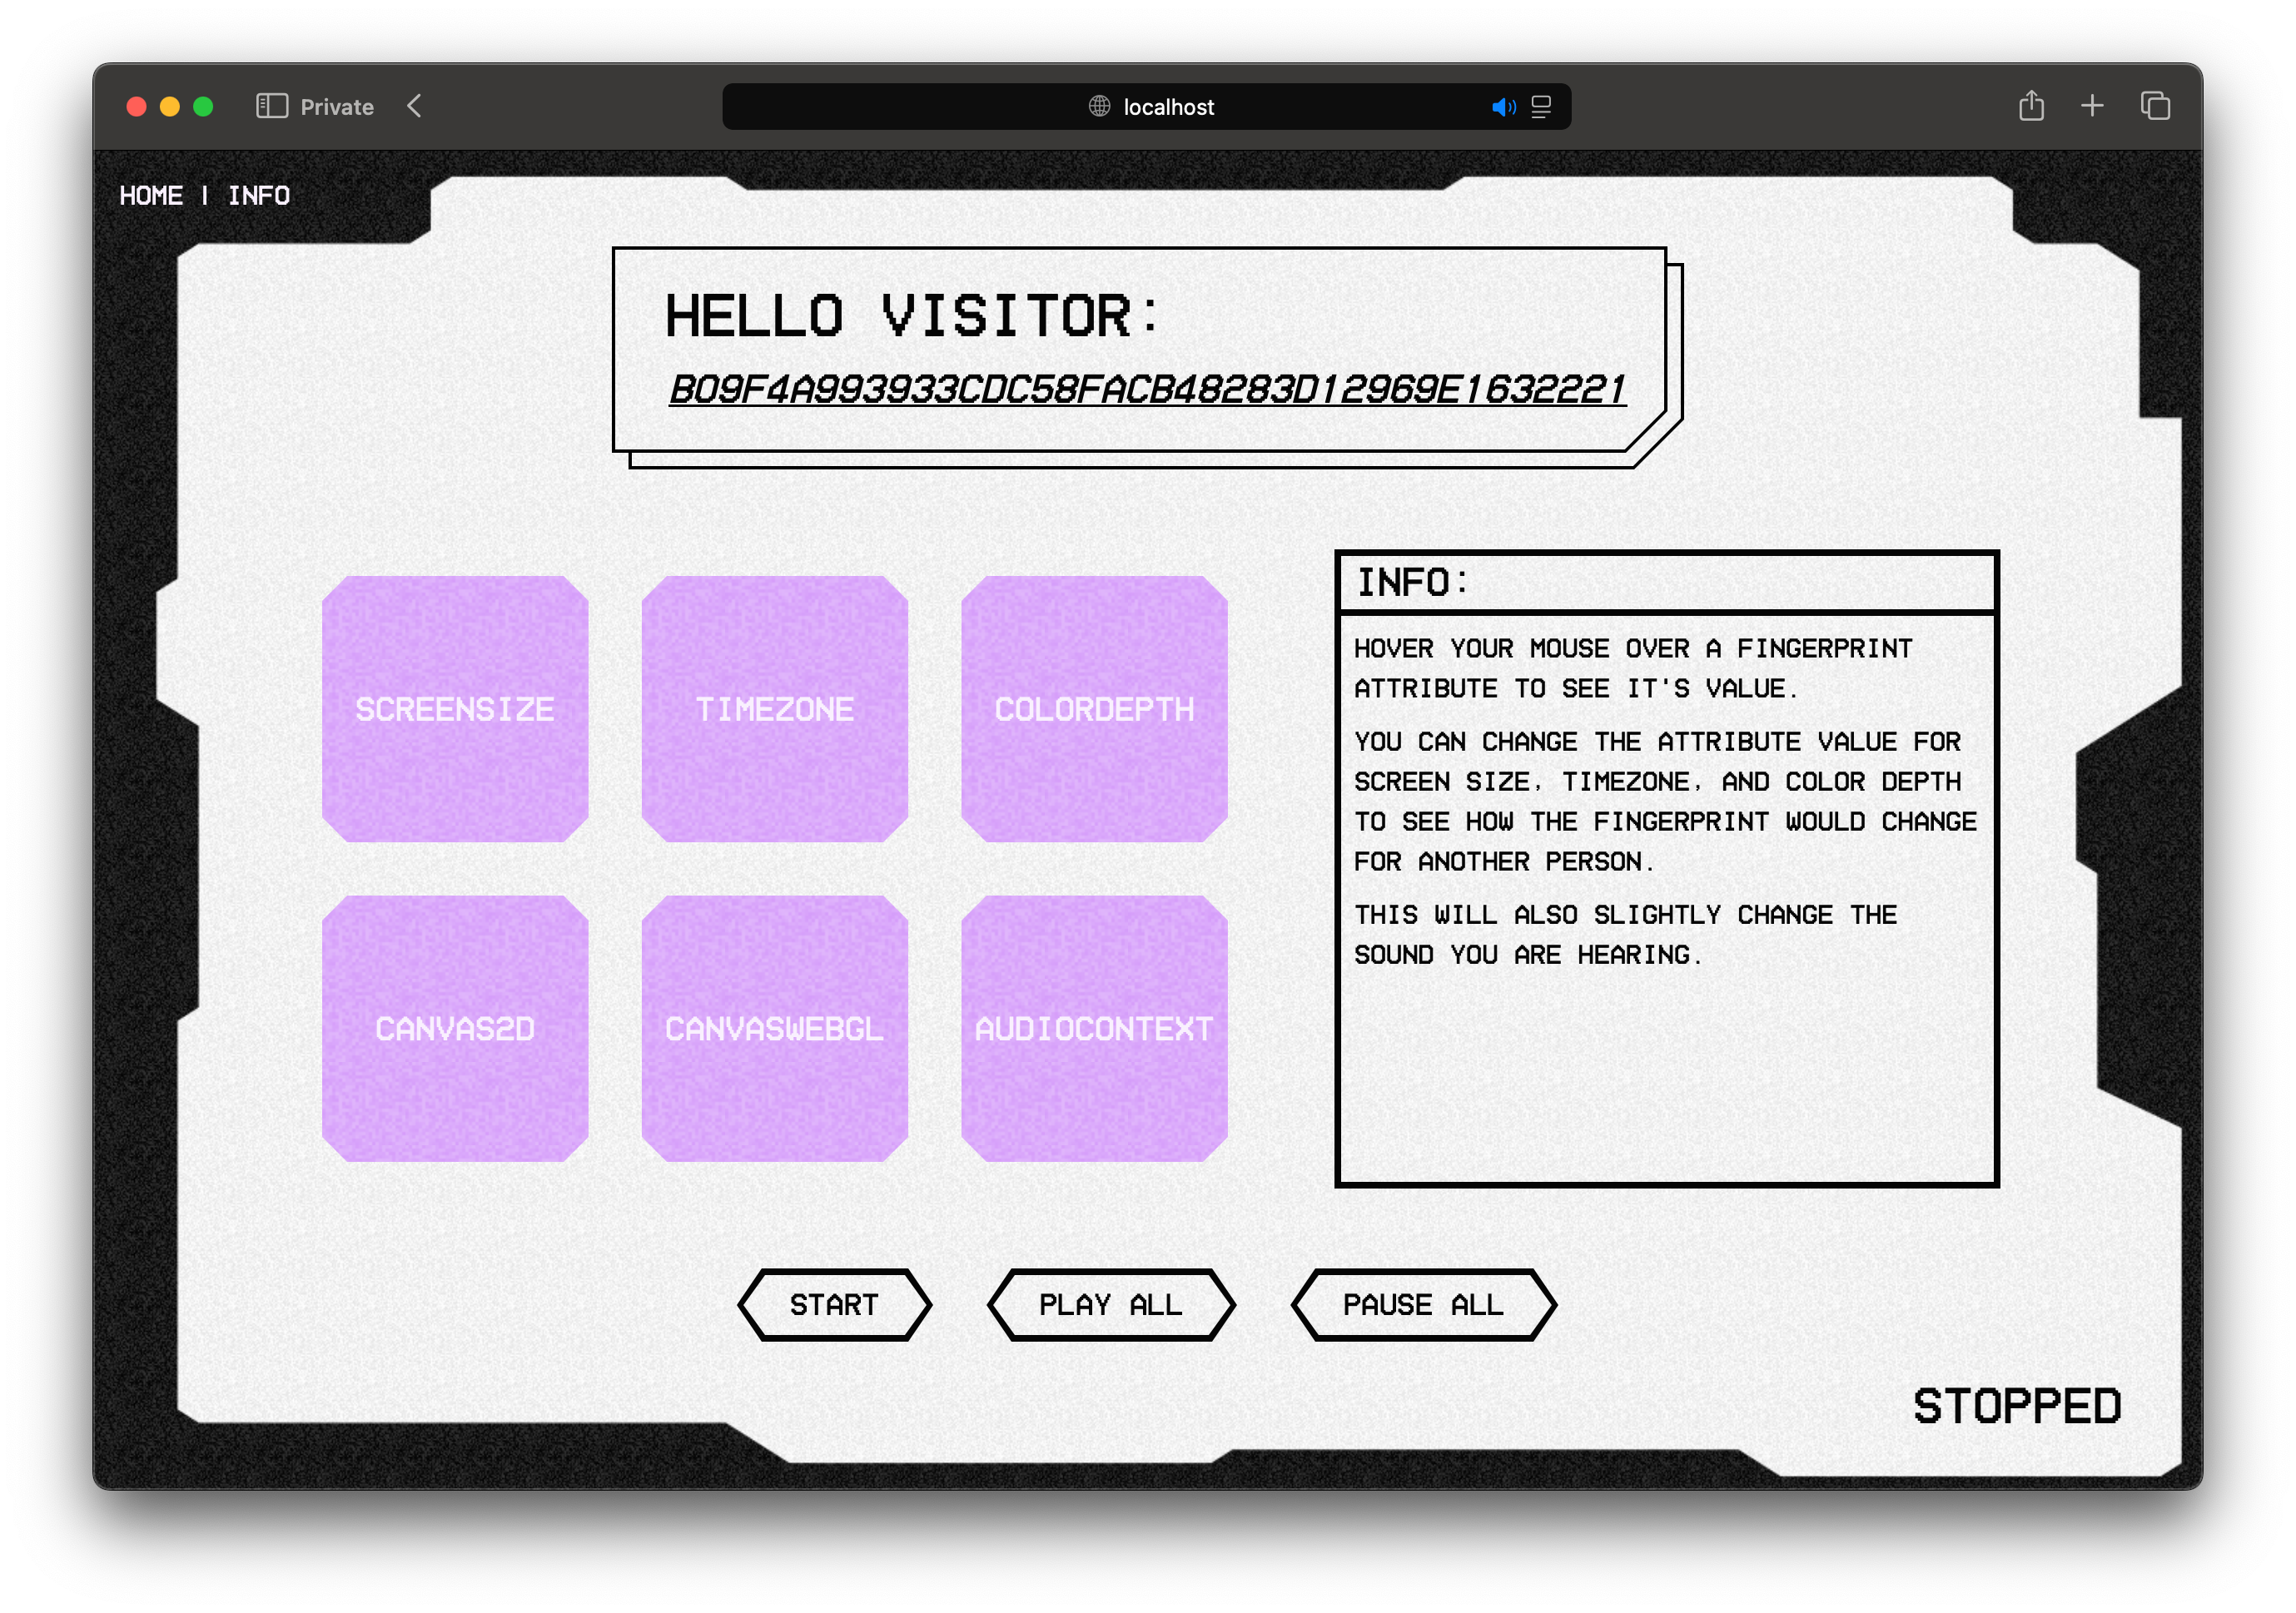 Private
localhost
HOME | INFO
HELLO VISITOR:
B09F4A993933CDC58FACB48283D12969E1632221
SCREENSIZE
TIMEZONE
COLORDEPTH
CANVAS2D
CANVASWEBGL
AUDIOCONTEXT
INFO:
HOVER YOUR MOUSE OVER A FINGERPRINT
ATTRIBUTE TO SEE IT'S VALUE.
YOU CAN CHANGE THE ATTRIBUTE VALUE FOR
SCREEN SIZE, TIMEZONE, AND COLOR DEPTH
TO SEE HOW THE FINGERPRINT WOULD CHANGE
FOR ANOTHER PERSON.
THIS WILL ALSO SLIGHTLY CHANGE THE
SOUND YOU ARE HEARING.
START
PLAY ALL
PAUSE ALL
STOPPED